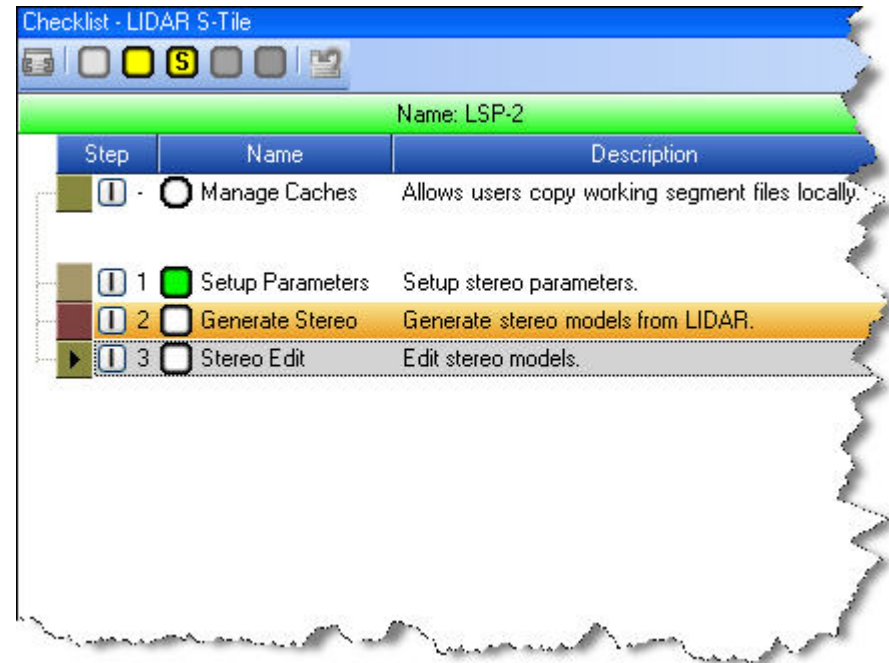 Checklist - LIDAR S-Tile
S
Name: LSP-2
Step Name Description
I - Manage Caches Allows users copy working segment files locally.
I 1 Setup Parameters Setup stereo parameters.
I 2 Generate Stereo Generate stereo models from LIDAR.
I 3 Stereo Edit Edit stereo models.